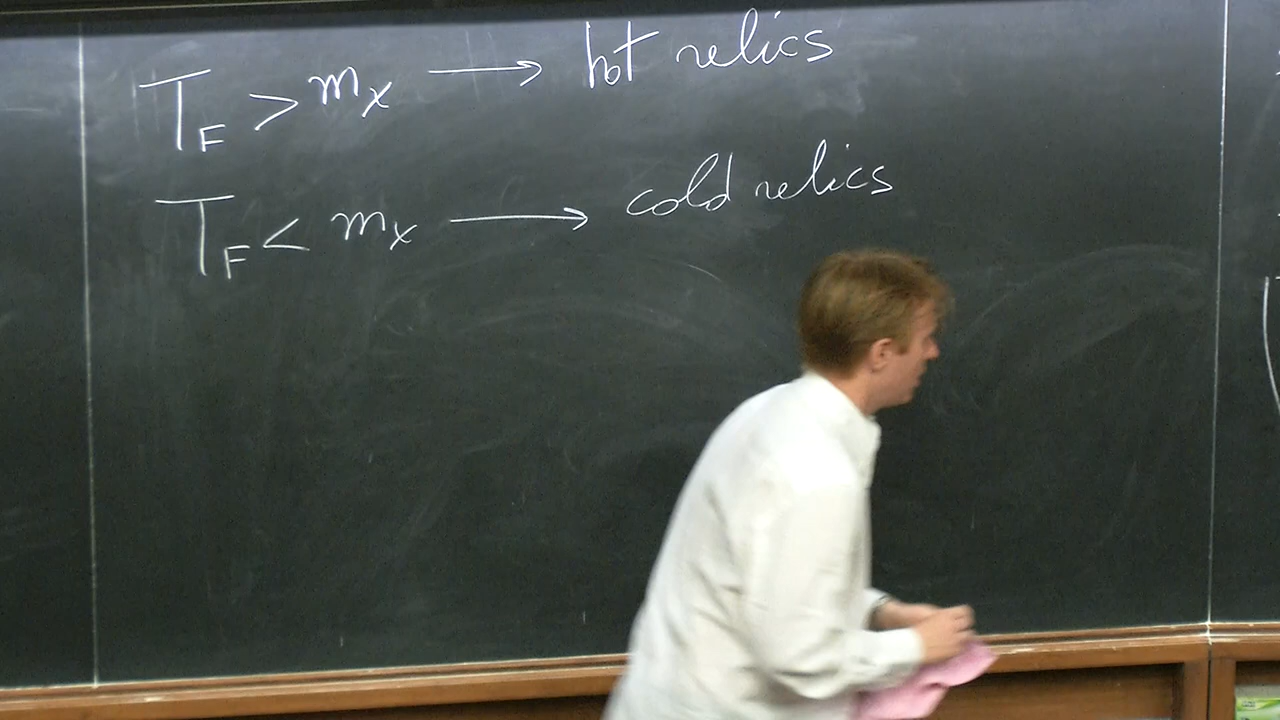 T_F > m_x → hot relics
T_F < m_x → cold relics